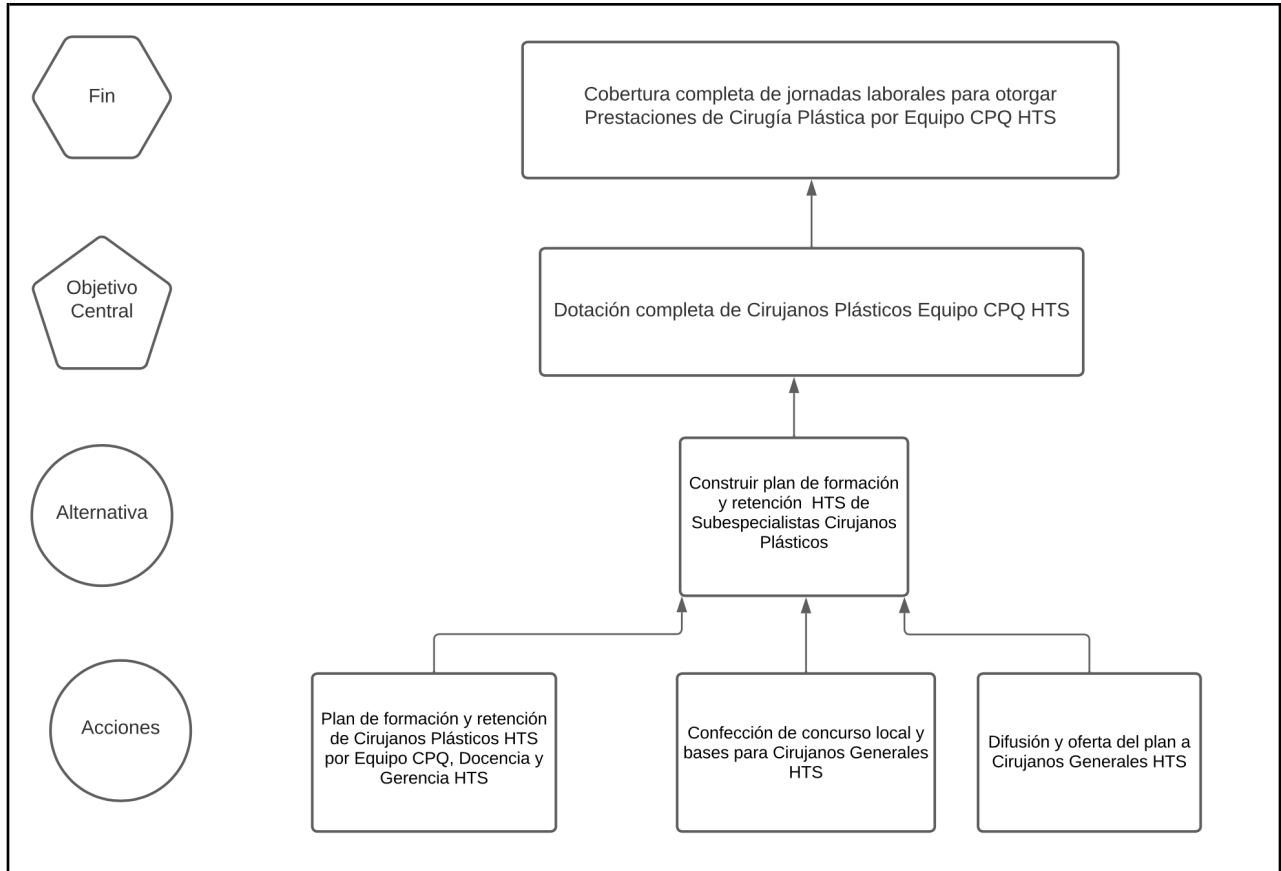 Fin
Cobertura completa de jornadas laborales para otorgar
Prestaciones de Cirugía Plástica por Equipo CPQ HTS
Objetivo
Central
Dotación completa de Cirujanos Plásticos Equipo CPQ HTS
Alternativa
Construir plan de formación
y retención HTS de
Subespecialistas Cirujanos
Plásticos
Acciones
Plan de formación y retención
de Cirujanos Plásticos HTS
por Equipo CPQ, Docencia y
Gerencia HTS
Confección de concurso local y
bases para Cirujanos Generales
HTS
Difusión y oferta del plan a
Cirujanos Generales HTS